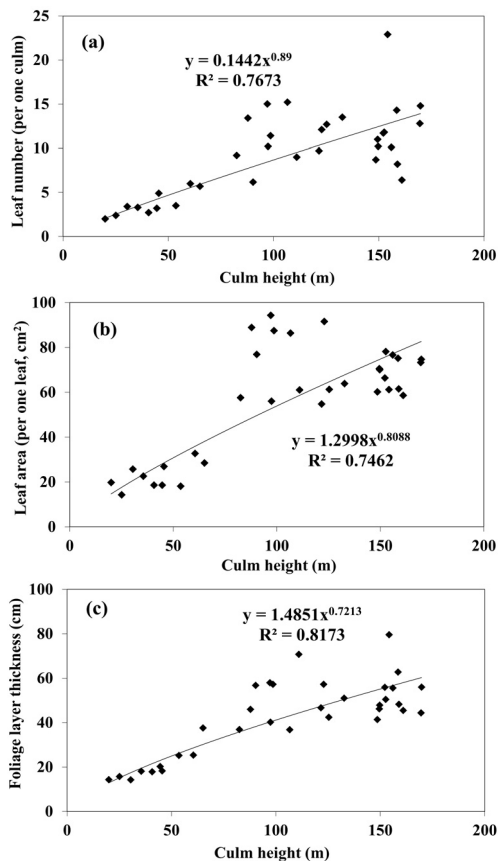 25
20
15
10
5
0
(a)
y = 0.1442x^0.89
R² = 0.7673
Leaf number (per one culm)
0 50 100 150 200
Culm height (m)
100
80
60
40
20
0
(b)
y = 1.2998x^0.8088
R² = 0.7462
Leaf area (per one leaf, cm²)
0 50 100 150 200
Culm height (m)
100
80
60
40
20
0
(c)
y = 1.4851x^0.7213
R² = 0.8173
Foliage layer thickness (cm)
0 50 100 150 200
Culm height (m)